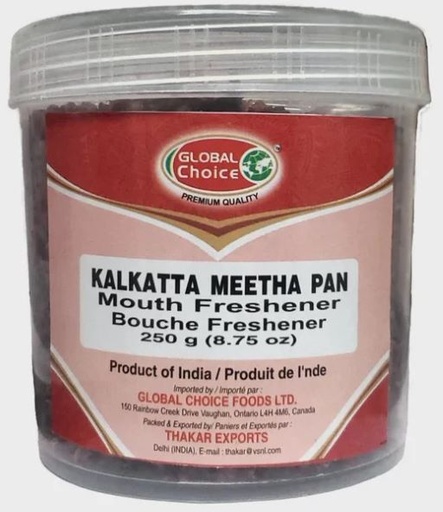 GLOBAL
Choice
PREMIUM QUALITY
KALKATTA MEETHA PAN
Mouth Freshener
Bouche Freshener
250 g (8.75 oz)
Product of India / Produit de l'nde
Imported by / Importé par :
GLOBAL CHOICE FOODS LTD.
150 Rainbow Creek Drive Vaughan, Ontario L4H 4M6, Canada
Packed & Exported by/ Paniers et Exportés par :
THAKAR EXPORTS
Delhi (INDIA), E-mail : thakar@vsnl.com